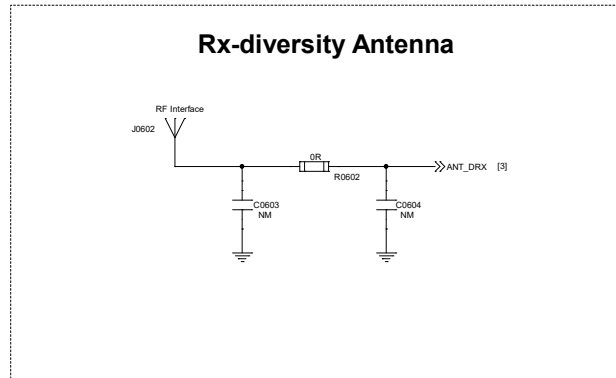 Rx-diversity Antenna
RF Interface
J0602
0R
R0602
ANT_DRX [3]
C0603
NM
C0604
NM